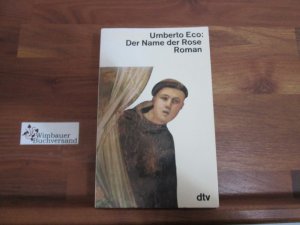 Umberto Eco:
Der Name der Rose
Roman
Wimbauer
Buchversand
dtv